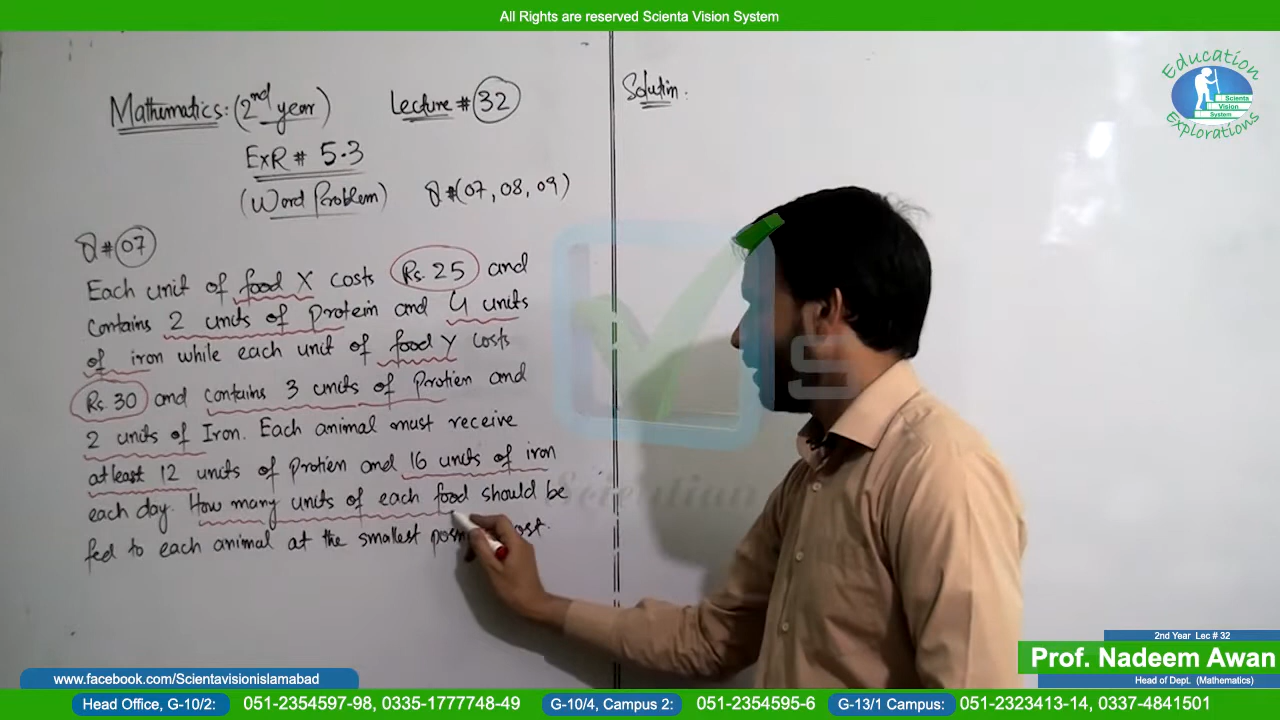 All Rights are reserved Scienta Vision System
Mathematics: (2nd year)
Lecture # 32
ExR # 5.3
(Word Problem)
Q#(07, 08, 09)
Q # 07
Each unit of food X costs Rs. 25 and
contains 2 units of protein and 4 units
of iron while each unit of food Y costs
Rs. 30 and contains 3 units of Protien and
2 units of Iron. Each animal must receive
atleast 12 units of Protien and 16 units of iron
each day. How many units of each food should be
fed to each animal at the smallest
Solution:
Education
Scienta
Vision
System
Explorations
Scientian
2nd Year Lec # 32
Prof. Nadeem Awan
Head of Dept. (Mathematics)
www.facebook.com/Scientavisionislamabad
Head Office, G-10/2: 051-2354597-98, 0335-1777748-49 G-10/4, Campus 2: 051-2354595-6 G-13/1 Campus: 051-2323413-14, 0337-4841501